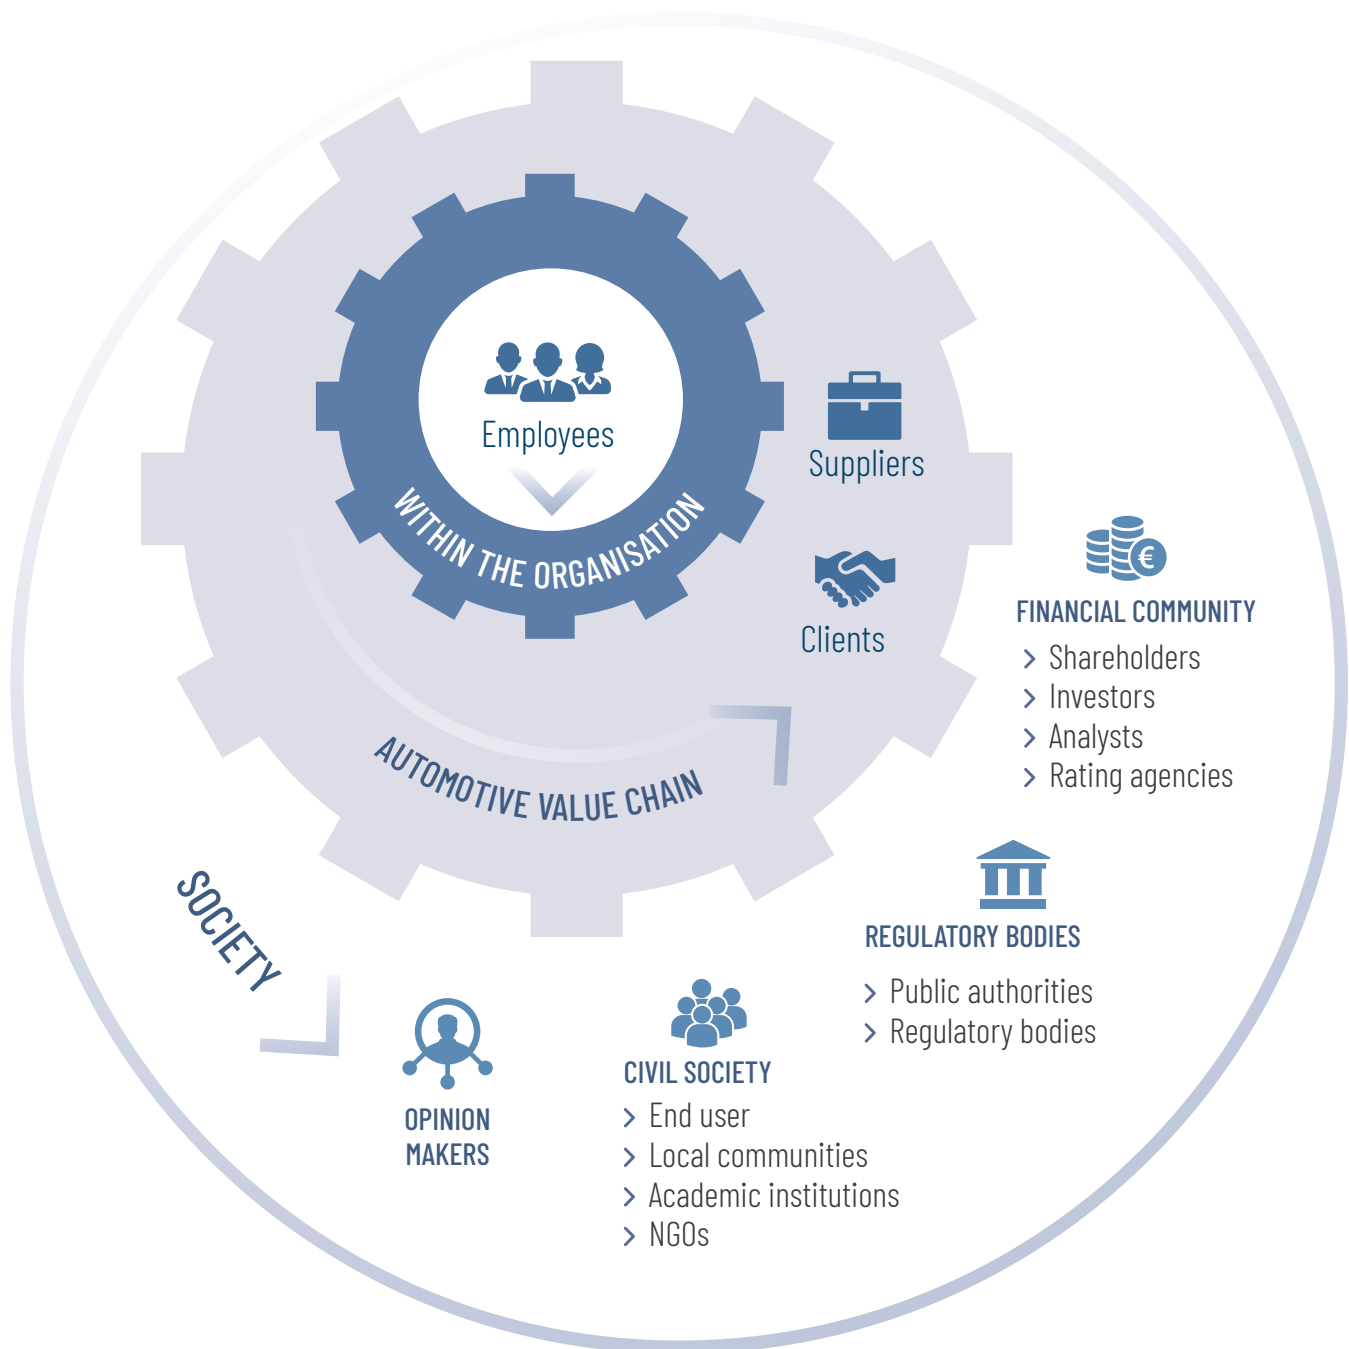 Employees
WITHIN THE ORGANISATION
Suppliers
Clients
AUTOMOTIVE VALUE CHAIN
SOCIETY
€
FINANCIAL COMMUNITY
Shareholders
Investors
Analysts
Rating agencies
REGULATORY BODIES
Public authorities
Regulatory bodies
CIVIL SOCIETY
End user
Local communities
Academic institutions
NGOs
OPINION
MAKERS